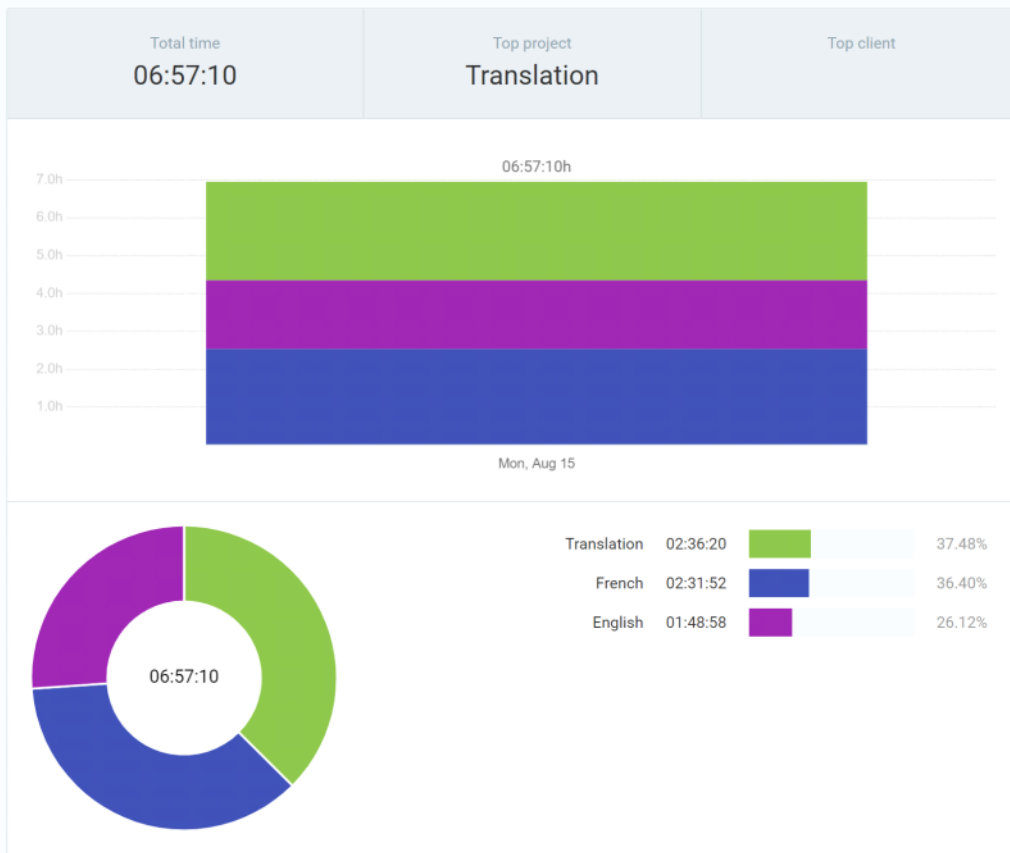 Total time
06:57:10
Top project
Translation
Top client
06:57:10h
7.0h
6.0h
5.0h
4.0h
3.0h
2.0h
1.0h
Mon, Aug 15
06:57:10
Translation 02:36:20 37.48%
French 02:31:52 36.40%
English 01:48:58 26.12%